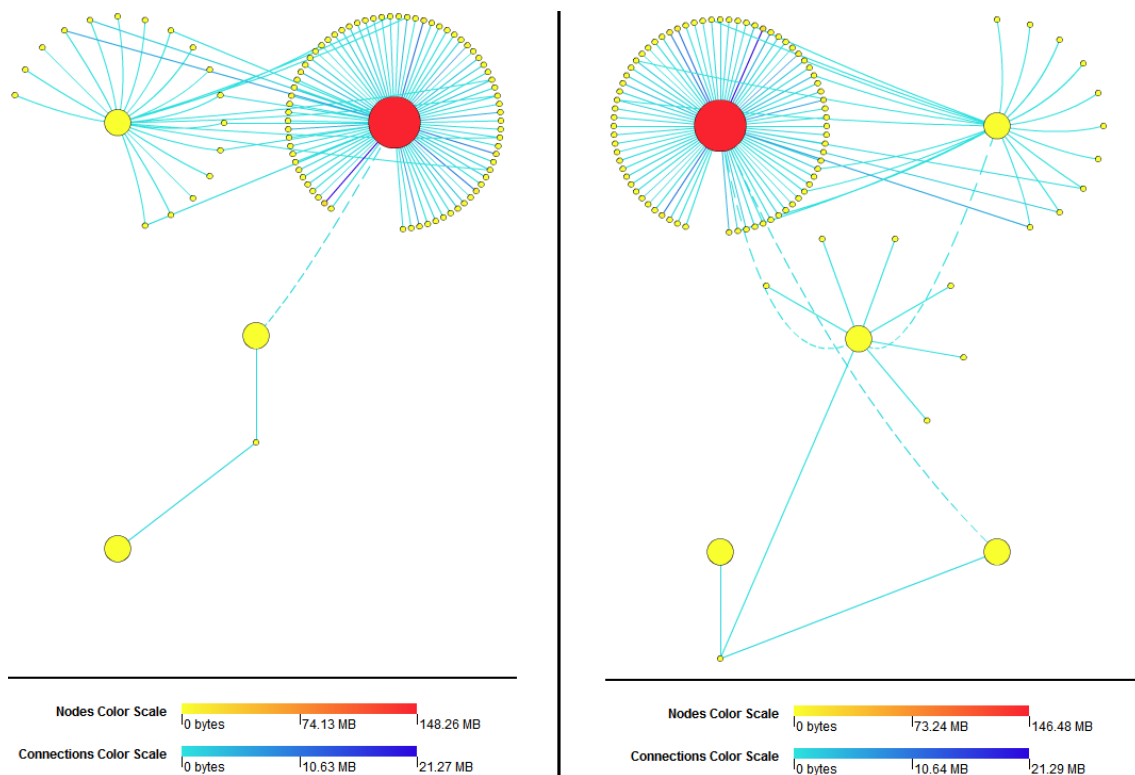 Nodes Color Scale
0 bytes 74.13 MB 148.26 MB
Connections Color Scale
0 bytes 10.63 MB 21.27 MB
Nodes Color Scale
0 bytes 73.24 MB 146.48 MB
Connections Color Scale
0 bytes 10.64 MB 21.29 MB